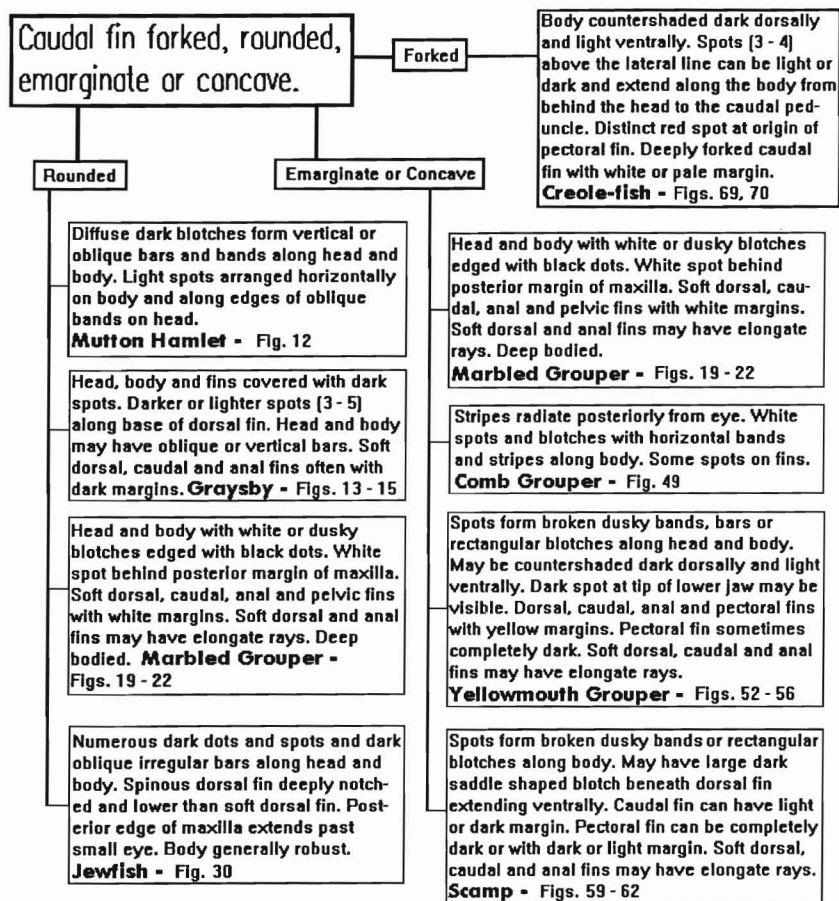 Caudal fin forked, rounded,
emarginate or concave.
Forked
Body countershaded dark dorsally
and light ventrally. Spots (3 - 4)
above the lateral line can be light or
dark and extend along the body from
behind the head to the caudal ped-
uncle. Distinct red spot at origin of
pectoral fin. Deeply forked caudal
fin with white or pale margin.
Creole-fish - Figs. 69, 70
Rounded
Diffuse dark blotches form vertical or
oblique bars and bands along head and
body. Light spots arranged horizontally
on body and along edges of oblique
bands on head.
Mutton Hamlet - Fig. 12
Head, body and fins covered with dark
spots. Darker or lighter spots (3 - 5)
along base of dorsal fin. Head and body
may have oblique or vertical bars. Soft
dorsal, caudal and anal fins often with
dark margins. Graysby - Figs. 13 - 15
Head and body with white or dusky
blotches edged with black dots. White
spot behind posterior margin of maxilla.
Soft dorsal, caudal, anal and pelvic fins
with white margins. Soft dorsal and anal
fins may have elongate rays. Deep
bodied. Marbled Grouper -
Figs. 19 - 22
Numerous dark dots and spots and dark
oblique irregular bars along head and
body. Spinous dorsal fin deeply notch-
ed and lower than soft dorsal fin. Post-
erior edge of maxilla extends past
small eye. Body generally robust.
Jewfish - Fig. 30
Emarginate or Concave
Head and body with white or dusky blotches
edged with black dots. White spot behind
posterior margin of maxilla. Soft dorsal, cau-
dal, anal and pelvic fins with white margins.
Soft dorsal and anal fins may have elongate
rays. Deep bodied.
Marbled Grouper - Figs. 19 - 22
Stripes radiate posteriorly from eye. White
spots and blotches with horizontal bands
and stripes along body. Some spots on fins.
Comb Grouper - Fig. 49
Spots form broken dusky bands, bars or
rectangular blotches along head and body.
May be countershaded dark dorsally and light
ventrally. Dark spot at tip of lower jaw may be
visible. Dorsal, caudal, anal and pectoral fins
with yellow margins. Pectoral fin sometimes
completely dark. Soft dorsal, caudal and anal
fins may have elongate rays.
Yellowmouth Grouper - Figs. 52 - 56
Spots form broken dusky bands or rectangular
blotches along body. May have large dark
saddle shaped blotch beneath dorsal fin
extending ventrally. Caudal fin can have light
or dark margin. Pectoral fin can be completely
dark or with dark or light margin. Soft dorsal,
caudal and anal fins may have elongate rays.
Scamp - Figs. 59 - 62